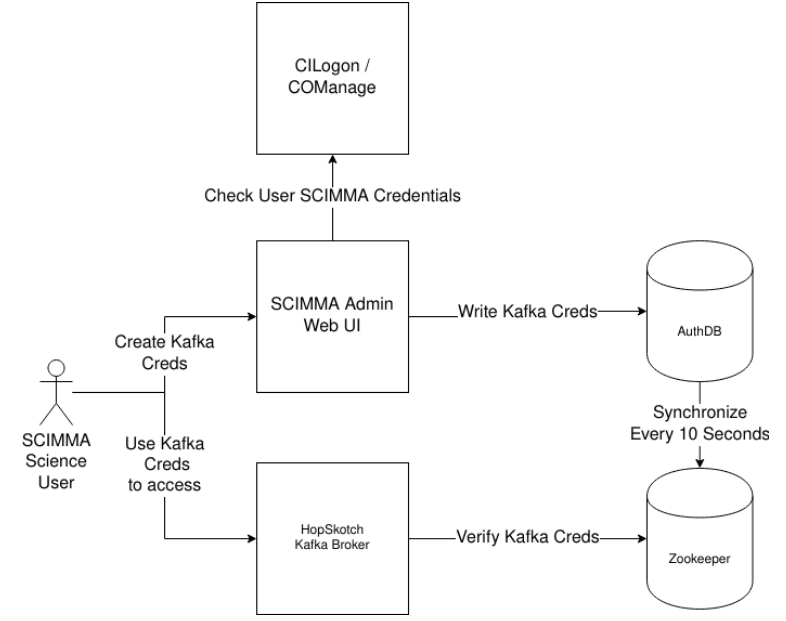 CILogon /
COManage
Check User SCIMMA Credentials
SCIMMA Admin
Web UI
Write Kafka Creds
AuthDB
Create Kafka
Creds
SCIMMA
Science
User
Use Kafka
Creds
to access
Synchronize
Every 10 Seconds
HopSkotch
Kafka Broker
Verify Kafka Creds
Zookeeper